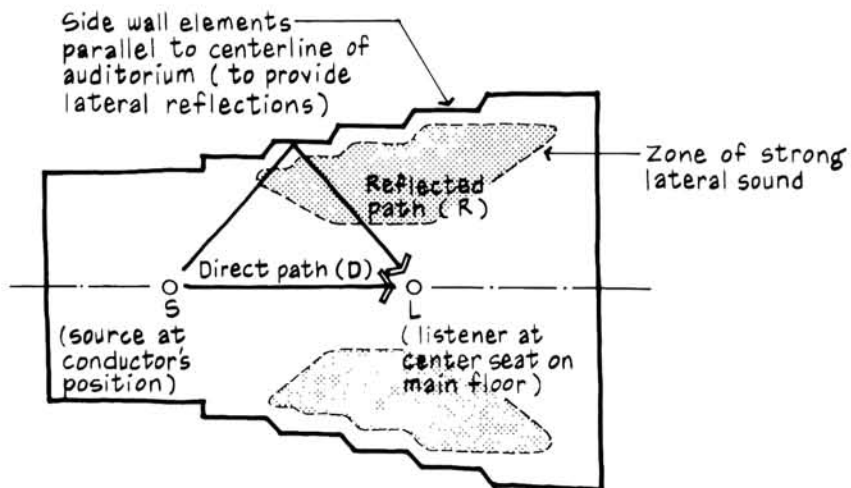 Side wall elements
parallel to centerline of
auditorium ( to provide
lateral reflections)
Zone of strong
lateral sound
Reflected
path ( R )
Direct path (D)
S
L
(source at
conductor's
position)
( listener at
center seat on
main floor)